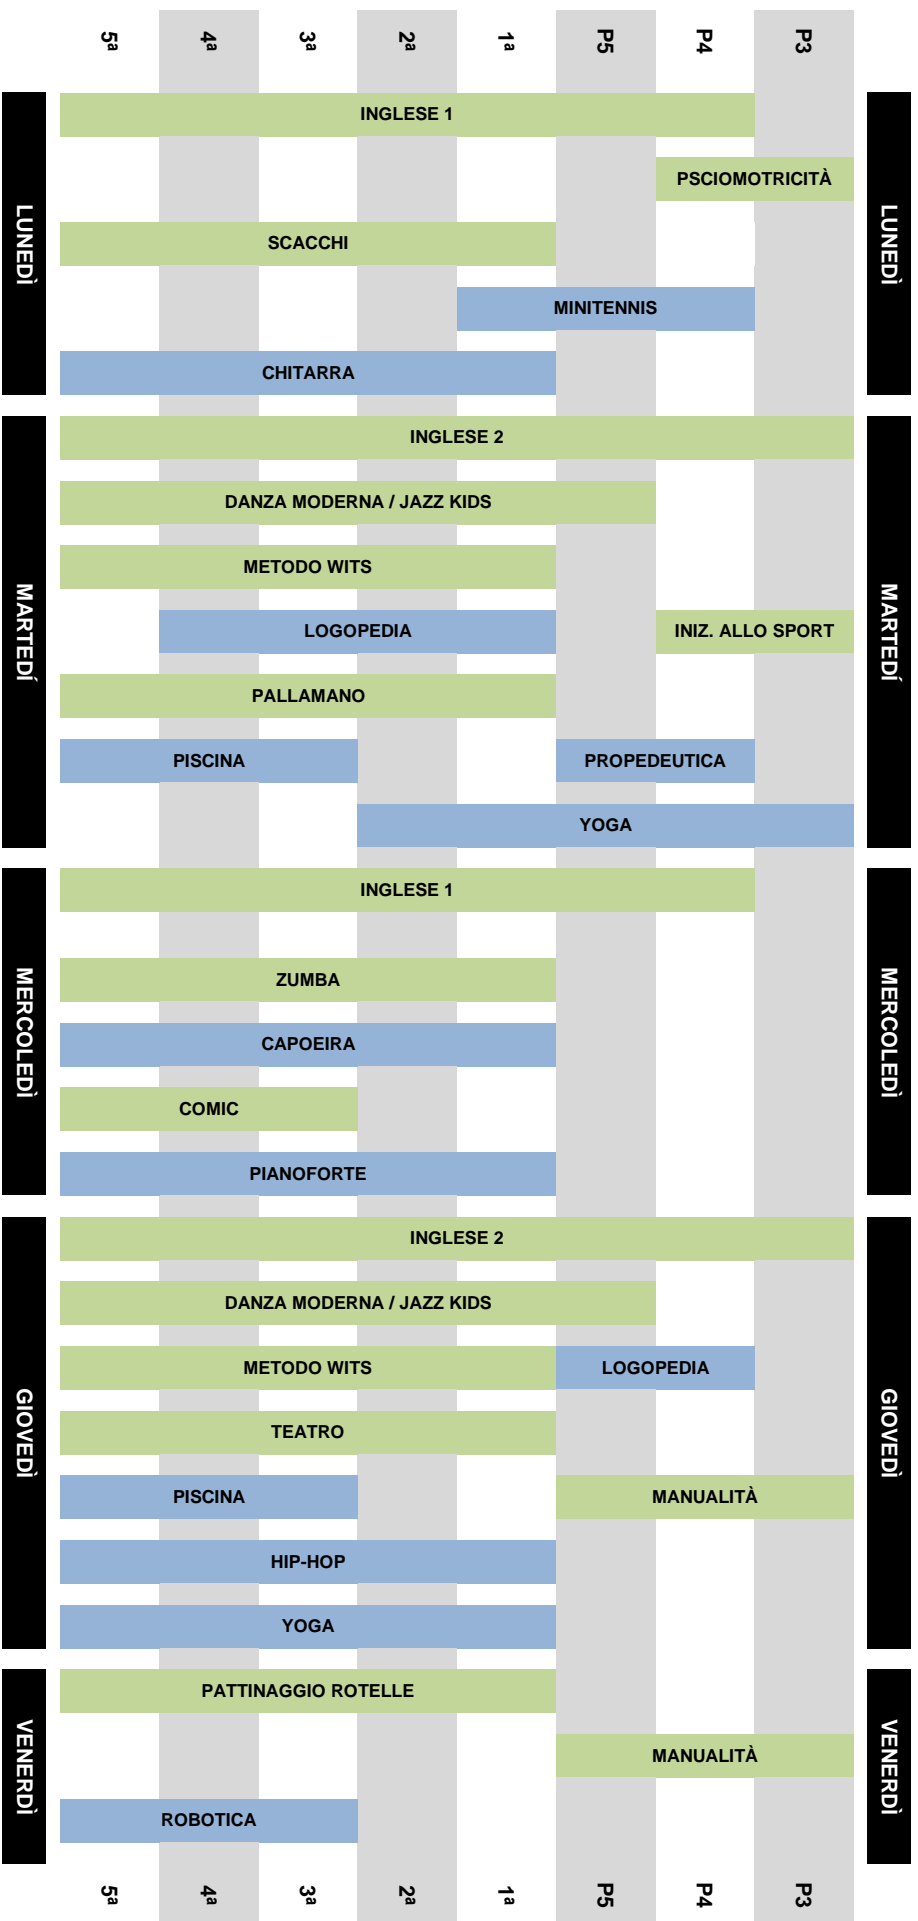 5ª 4ª 3ª 2ª 1ª P5 P4 P3
LUNEDÌ LUNEDÌ
INGLESE 1
PSCIOMOTRICITÀ
SCACCHI
MINITENNIS
CHITARRA
MARTEDÍ MARTEDÍ
INGLESE 2
DANZA MODERNA / JAZZ KIDS
METODO WITS
LOGOPEDIA INIZ. ALLO SPORT
PALLAMANO
PISCINA PROPEDEUTICA
YOGA
MERCOLEDÌ MERCOLEDÌ
INGLESE 1
ZUMBA
CAPOEIRA
COMIC
PIANOFORTE
GIOVEDÌ GIOVEDÌ
INGLESE 2
DANZA MODERNA / JAZZ KIDS
METODO WITS LOGOPEDIA
TEATRO
PISCINA MANUALITÀ
HIP-HOP
YOGA
VENERDÌ VENERDÌ
PATTINAGGIO ROTELLE
MANUALITÀ
ROBOTICA
5ª 4ª 3ª 2ª 1ª P5 P4 P3